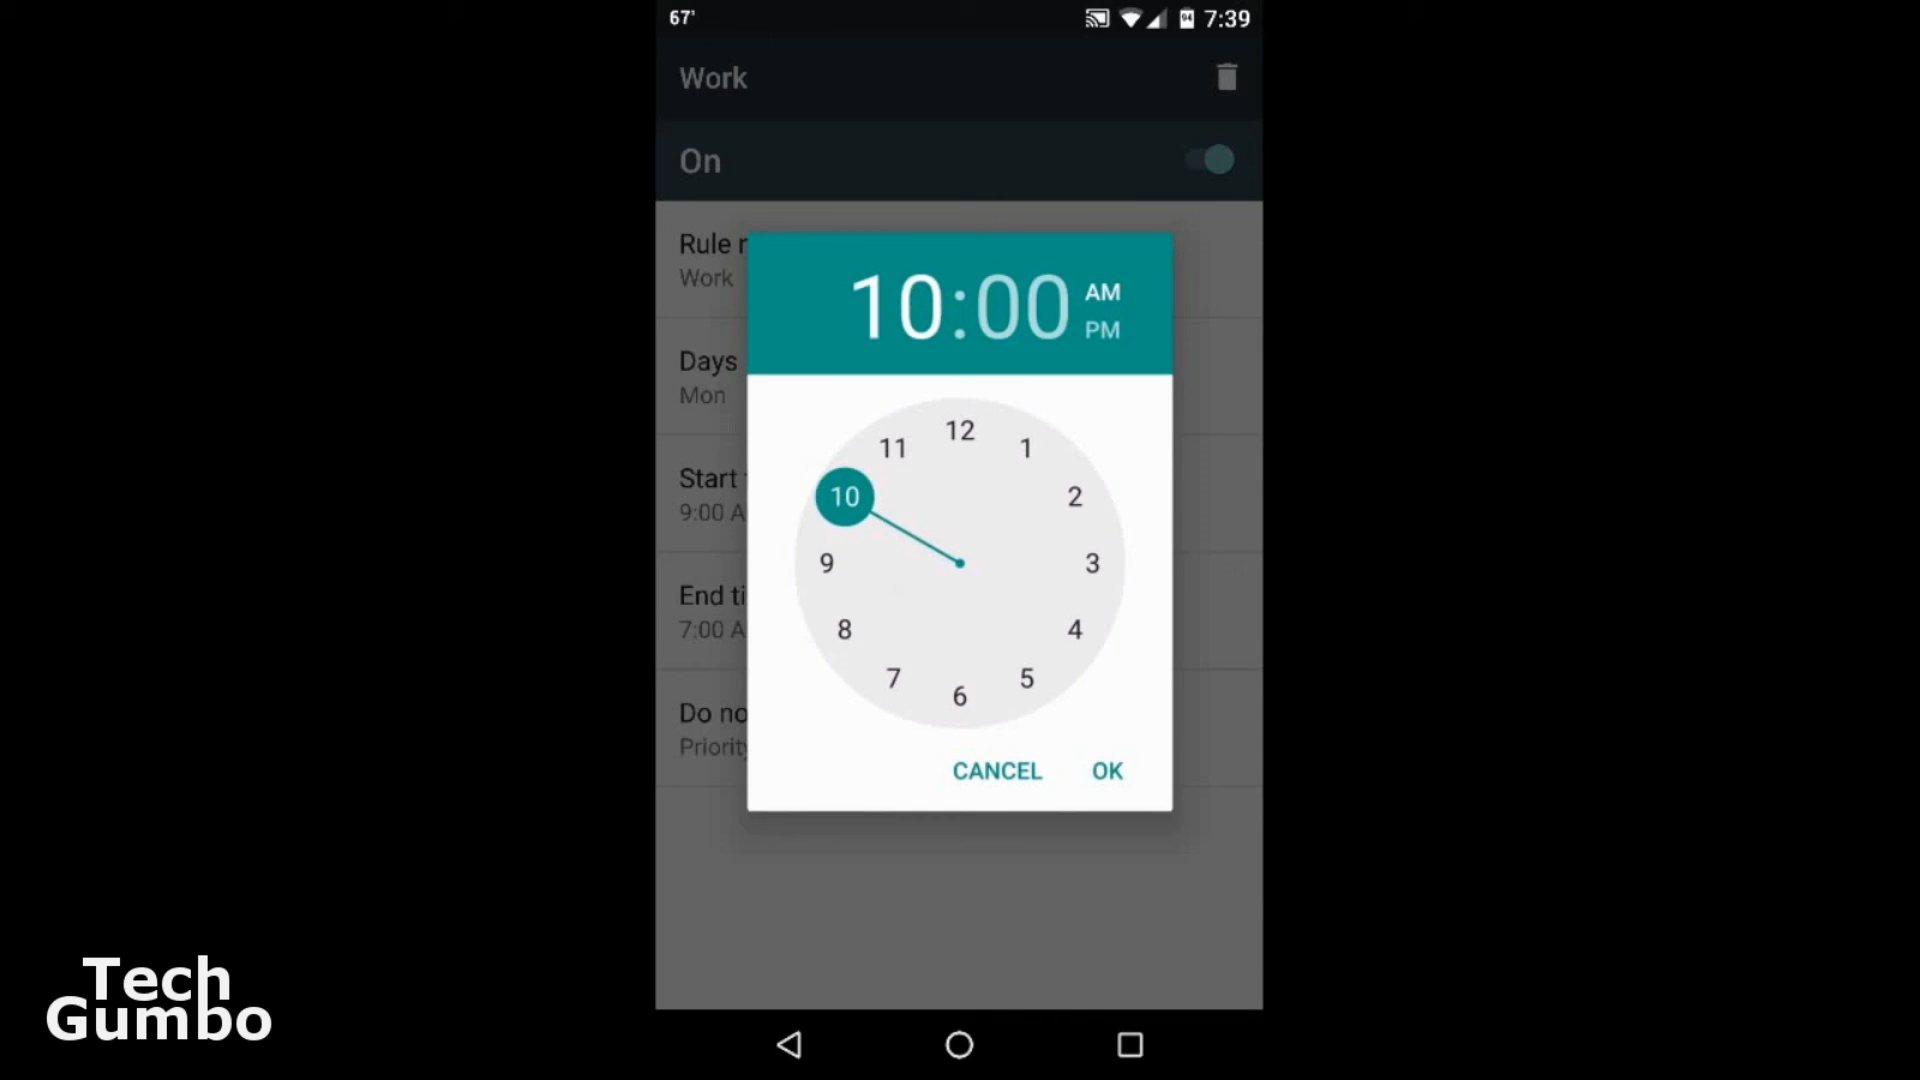 67°
94
7:39
Work
On
Rule
Work
Days
Mon
Start
9:00 A
End ti
7:00 A
Do no
Priority
10:00
AM
PM
12
11
1
10
2
9
3
8
4
7
5
6
CANCEL
OK
Tech
Gumbo